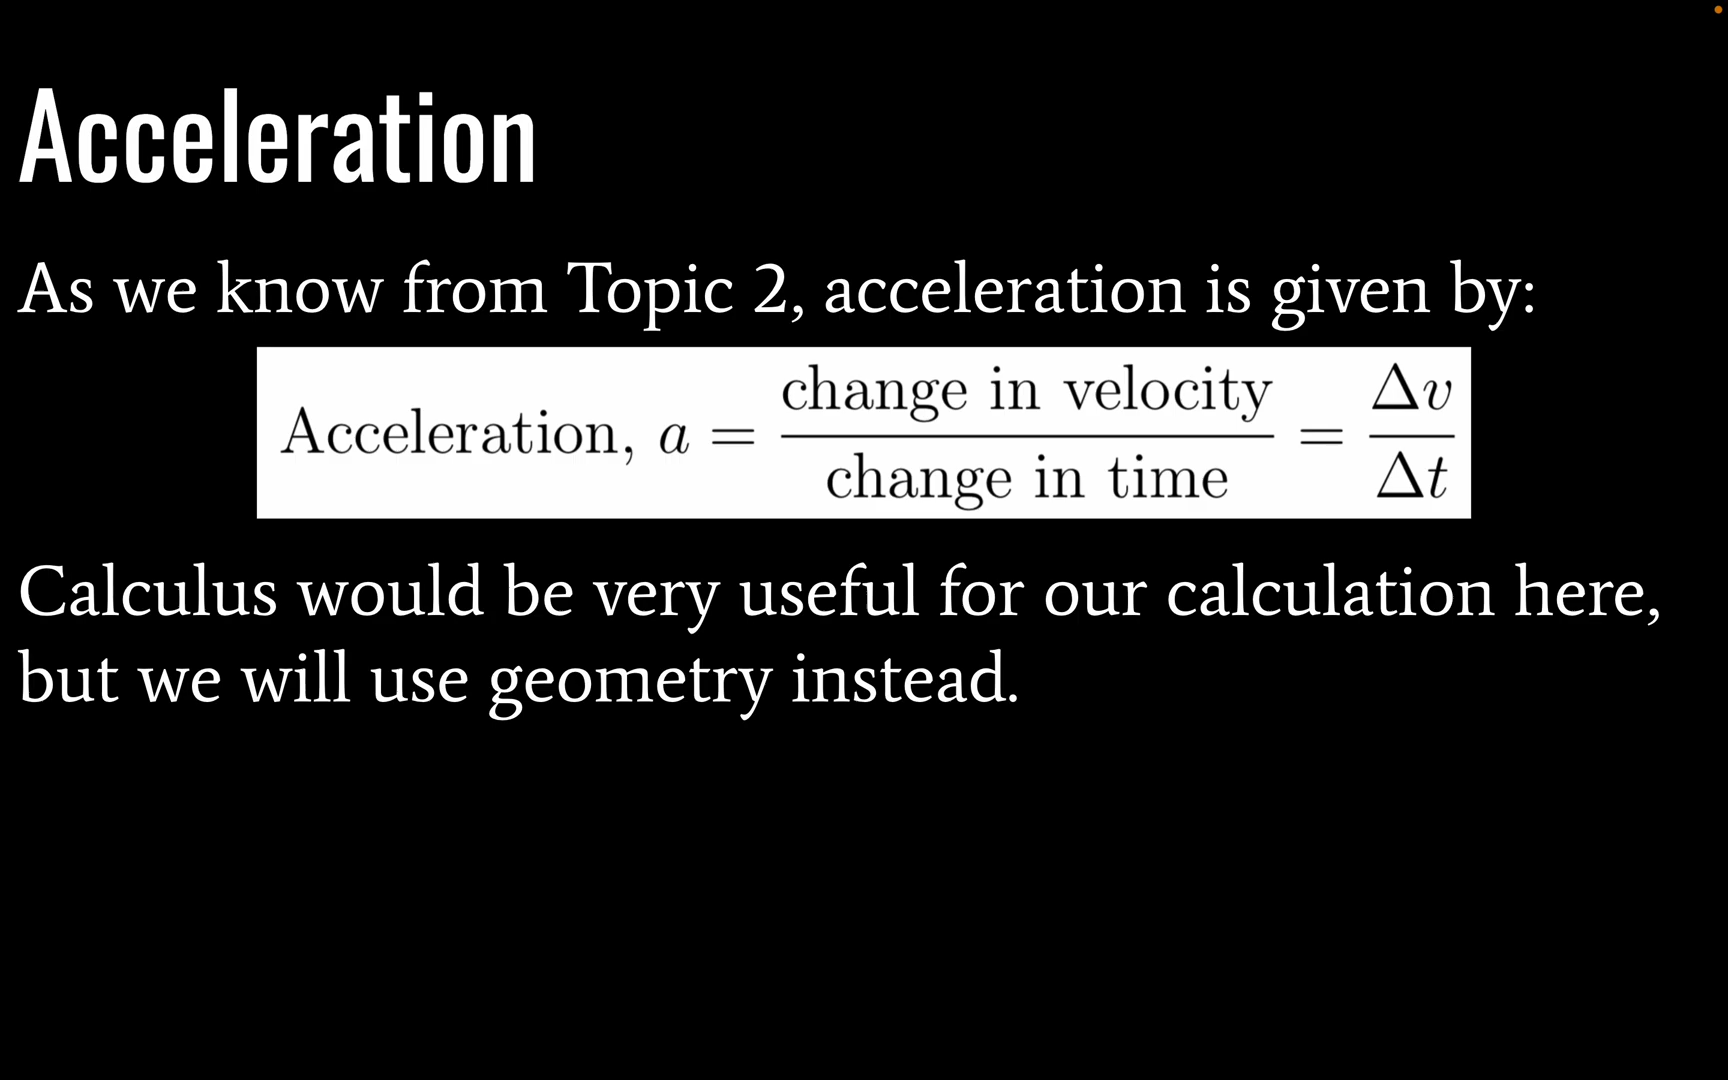 Acceleration
As we know from Topic 2, acceleration is given by:
Acceleration, a = change in velocity / change in time = Δv / Δt
Calculus would be very useful for our calculation here,
but we will use geometry instead.